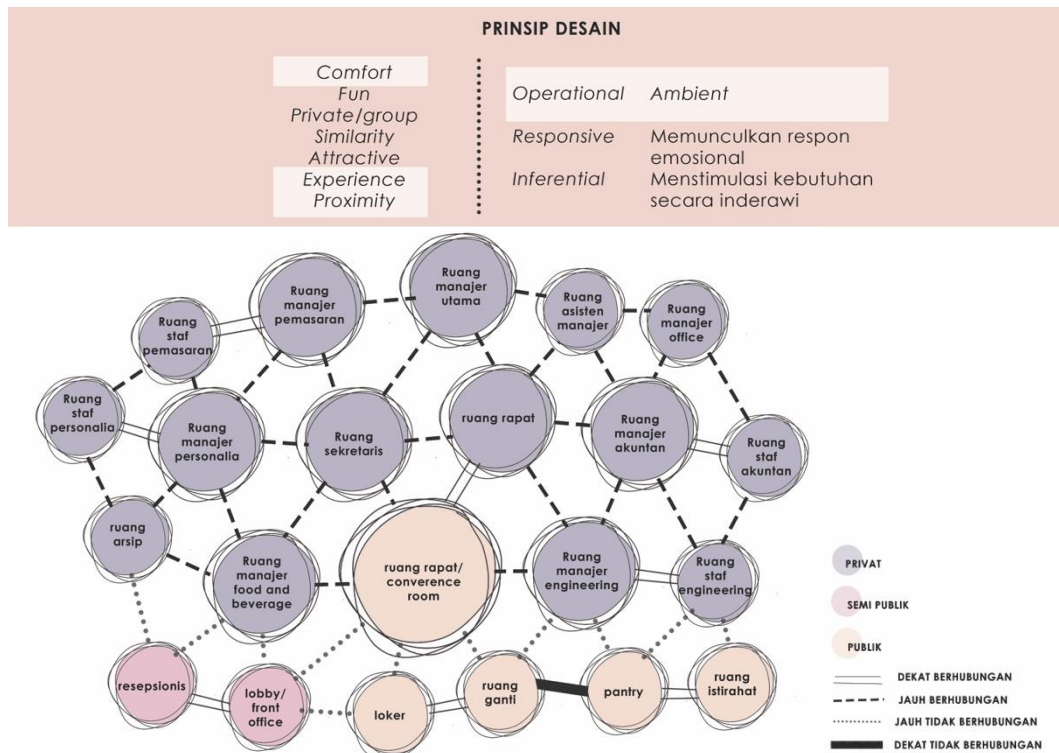 PRINSIP DESAIN
Comfort
Fun
Private/group
Similarity
Attractive
Experience
Proximity
Operational Ambient
Responsive Memunculkan respon
emosional
Inferential Menstimulasi kebutuhan
secara inderawi
Ruang
manajer
utama
Ruang
manajer
pemasaran
Ruang
asisten
manajer
Ruang
manajer
office
Ruang
staf
pemasaran
Ruang
staf
personalia
Ruang
manajer
personalia
Ruang
sekretaris
ruang rapat
Ruang
manajer
akuntan
Ruang
staf
akuntan
ruang
arsip
Ruang
manajer
food and
beverage
ruang rapat/
converence
room
Ruang
manajer
engineering
Ruang
staf
engineering
resepsionis
lobby/
front
office
loker
ruang
ganti
pantry
ruang
istirahat
PRIVAT
SEMI PUBLIK
PUBLIK
DEKAT BERHUBUNGAN
JAUH BERHUBUNGAN
JAUH TIDAK BERHUBUNGAN
DEKAT TIDAK BERHUBUNGAN